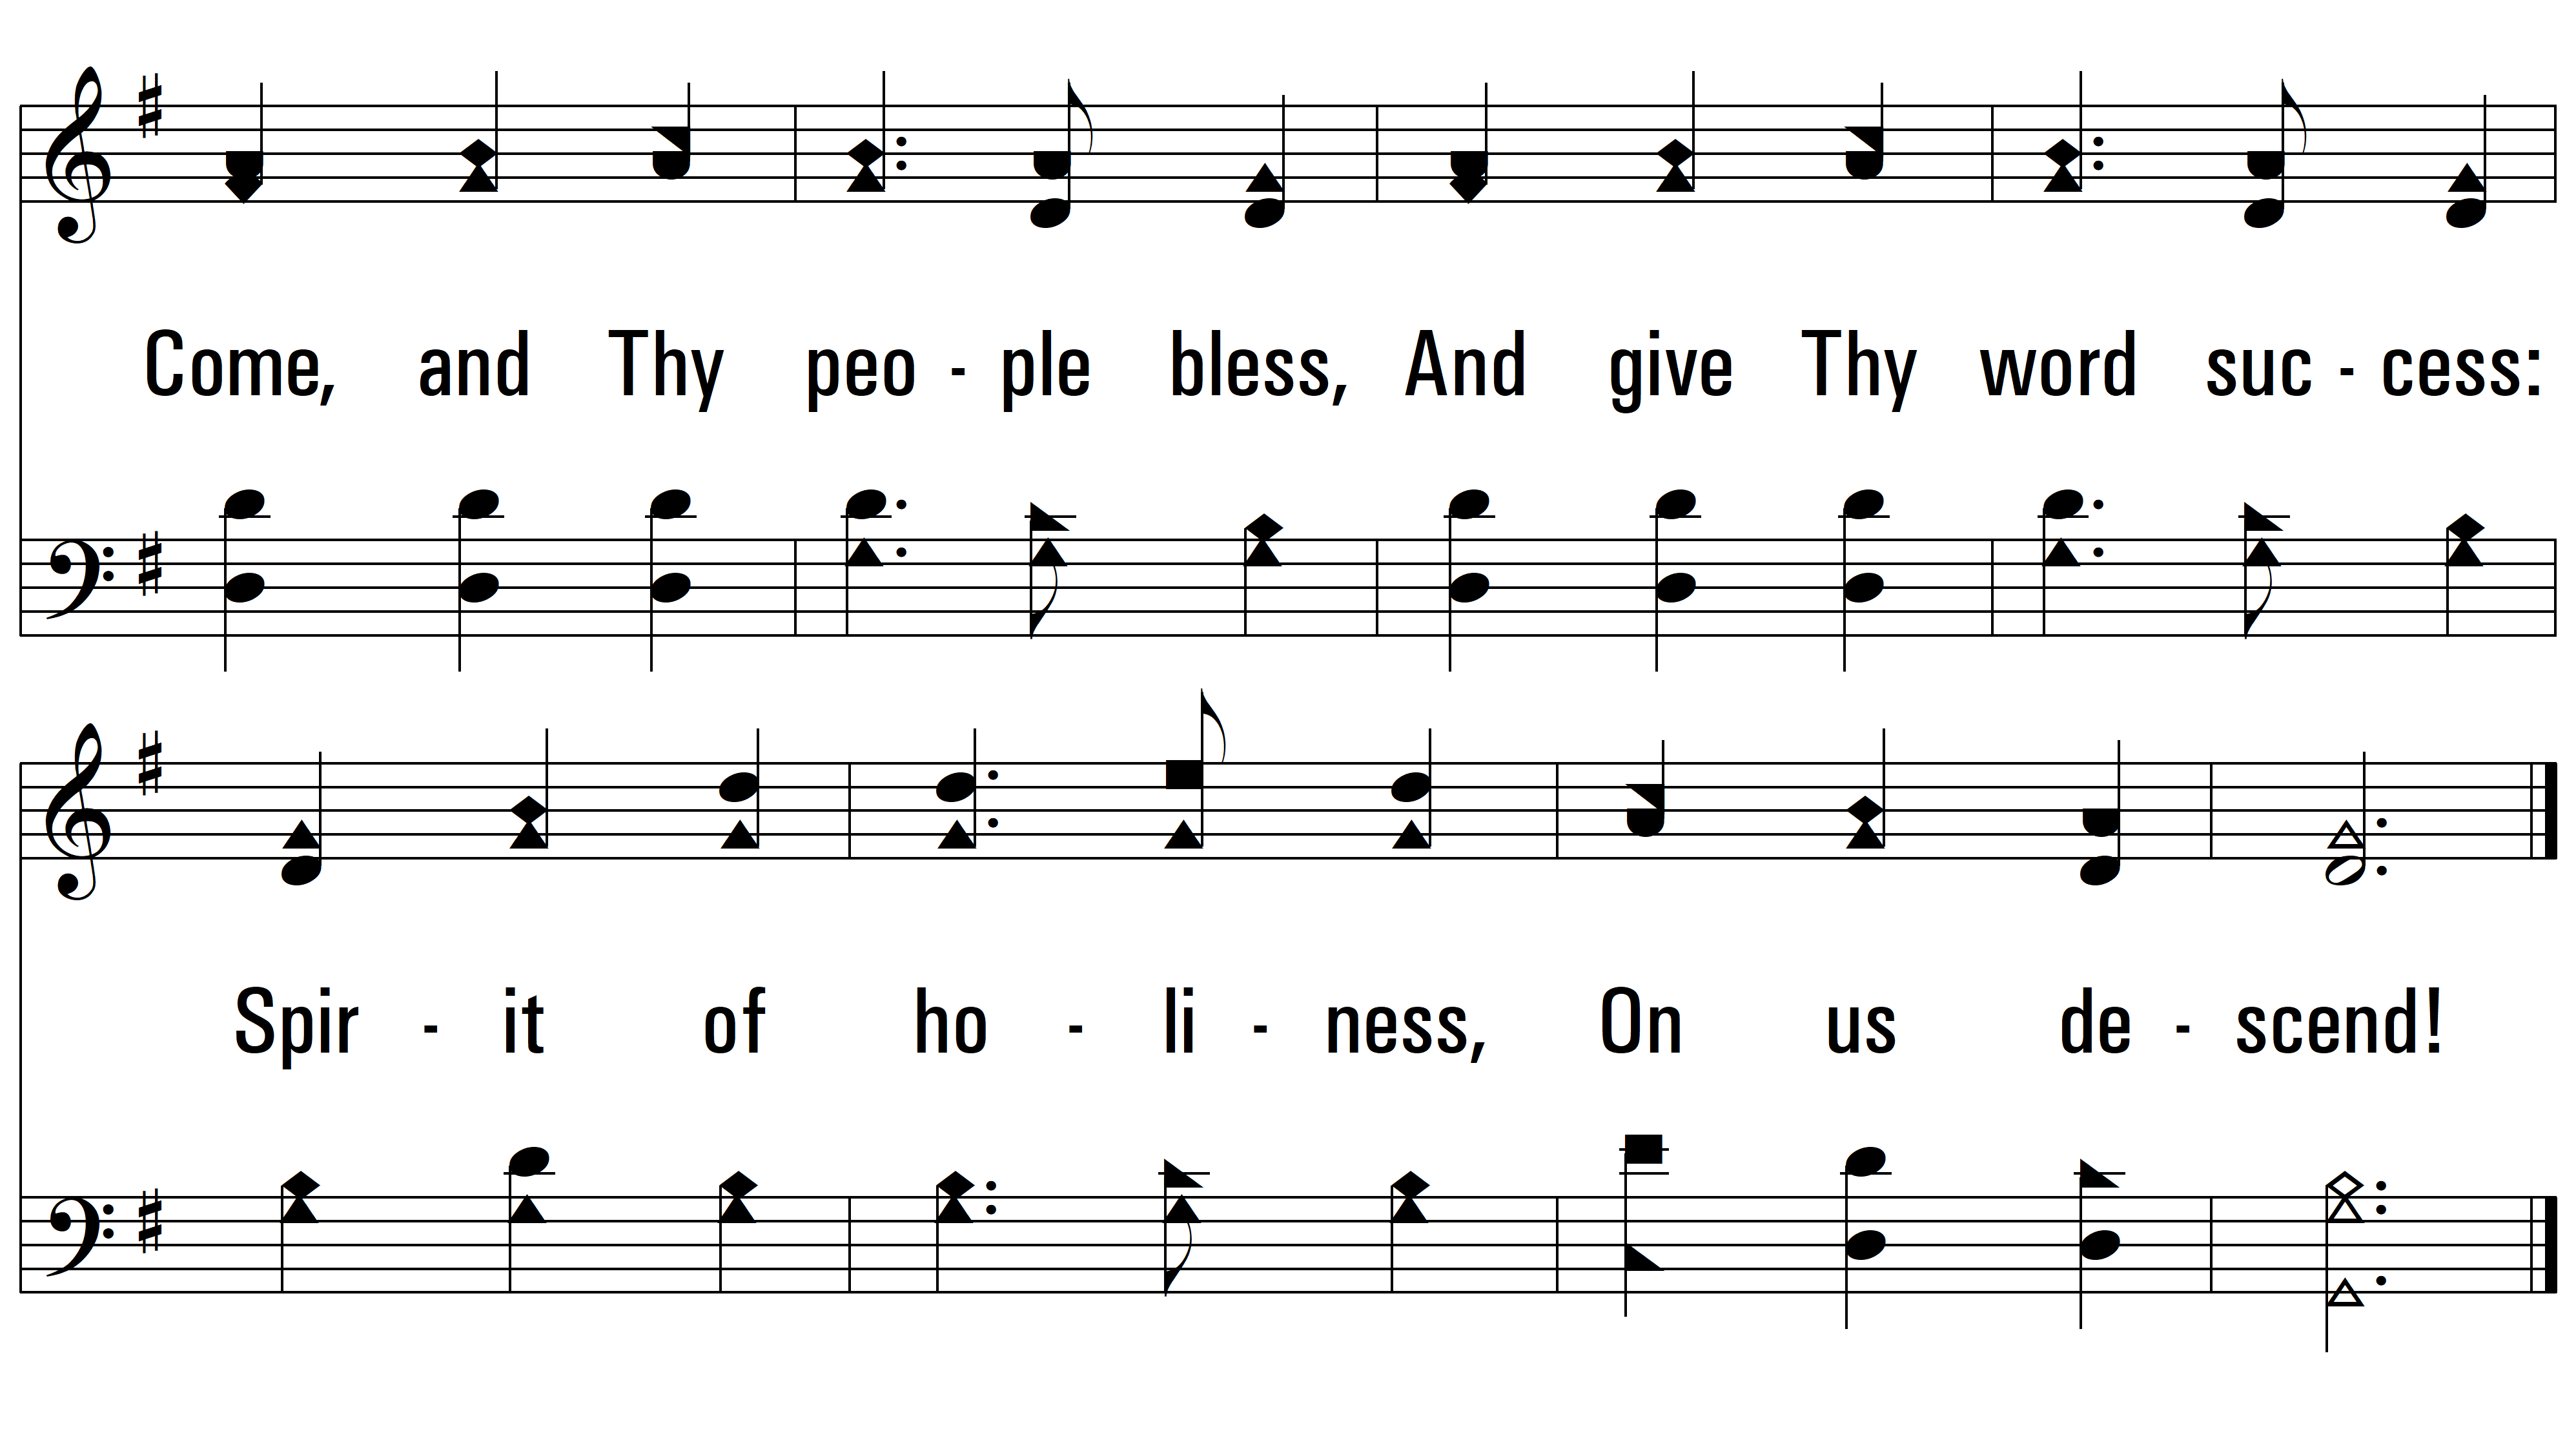 Come, and Thy peo - ple bless, And give Thy word suc - cess:
Spir - it of ho - li - ness, On us de - scend!